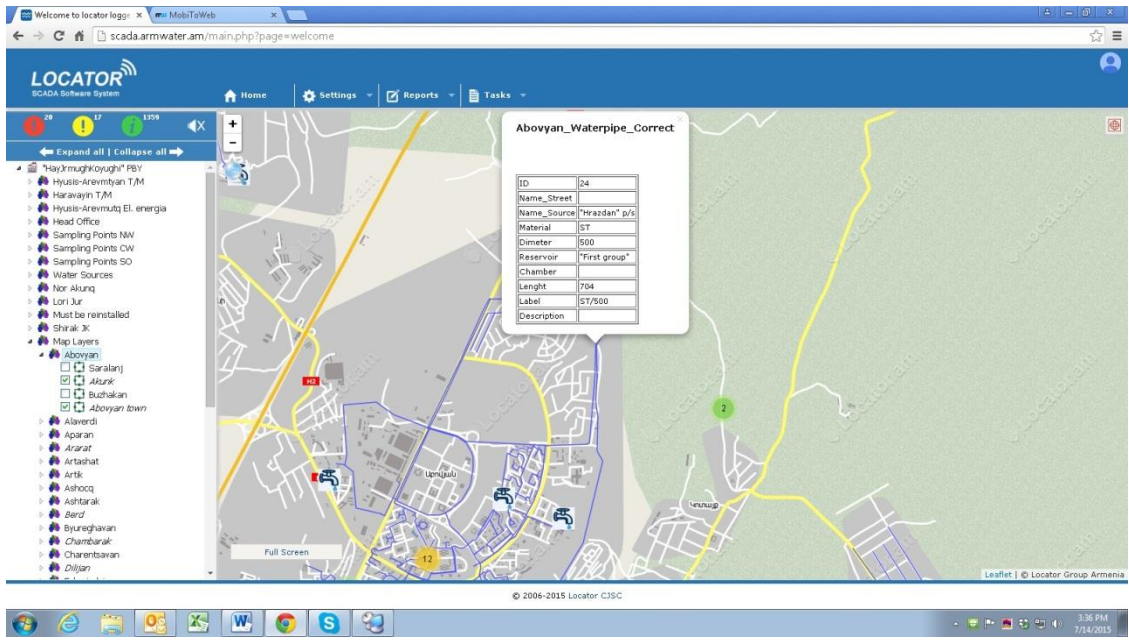 Welcome to locator logge
MobiToWeb
scada.armwater.am/main.php?page=welcome
LOCATOR
SCADA Software System
Home
Settings
Reports
Tasks
20
17
1359
Expand all | Collapse all
"HayJrmughKoyughi" PBY
Hyusis-Arevmtyan T/M
Haravayin T/M
Hyusis-Arevmutq El. energia
Head Office
Sampling Points NW
Sampling Points CW
Sampling Points SO
Water Sources
Nor Akunq
Lori Jur
Must be reinstalled
Shirak JK
Map Layers
Abovyan
Saralanj
Akunk
Buzhakan
Abovyan town
Alaverdi
Aparan
Ararat
Artashat
Artik
Ashocq
Ashtarak
Berd
Byureghavan
Chambarak
Charentsavan
Dilijan
+
-
Abovyan_Waterpipe_Correct
ID 24
Name_Street
Name_Source "Hrazdan" p/s
Material ST
Dimeter 500
Reservoir "First group"
Chamber
Lenght 704
Label ST/500
Description
H2
2
Աբովյան
Կոտայք
12
Full Screen
Leaflet | © Locator Group Armenia
© 2006-2015 Locator CJSC
3:36 PM
7/14/2015